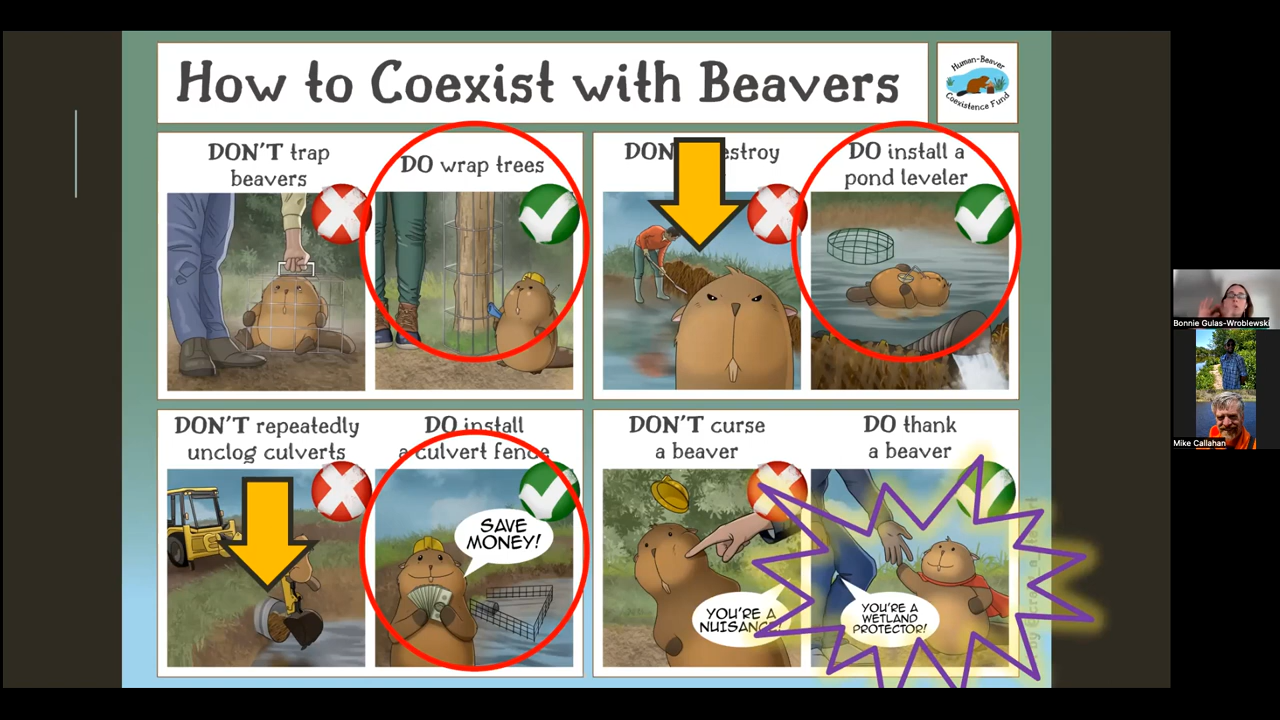 How to Coexist with Beavers
Human-Beaver
Coexistence Fund
DON'T trap
beavers
DO wrap trees
DON estroy
DO install a
pond leveler
DON'T repeatedly
unclog culverts
DO install
a culvert fence
SAVE
MONEY!
DON'T curse
a beaver
YOU'RE A
NUISANCE!
DO thank
a beaver
YOU'RE A
WETLAND
PROTECTOR!
Bonnie Gulas-Wroblewski
Mike Callahan